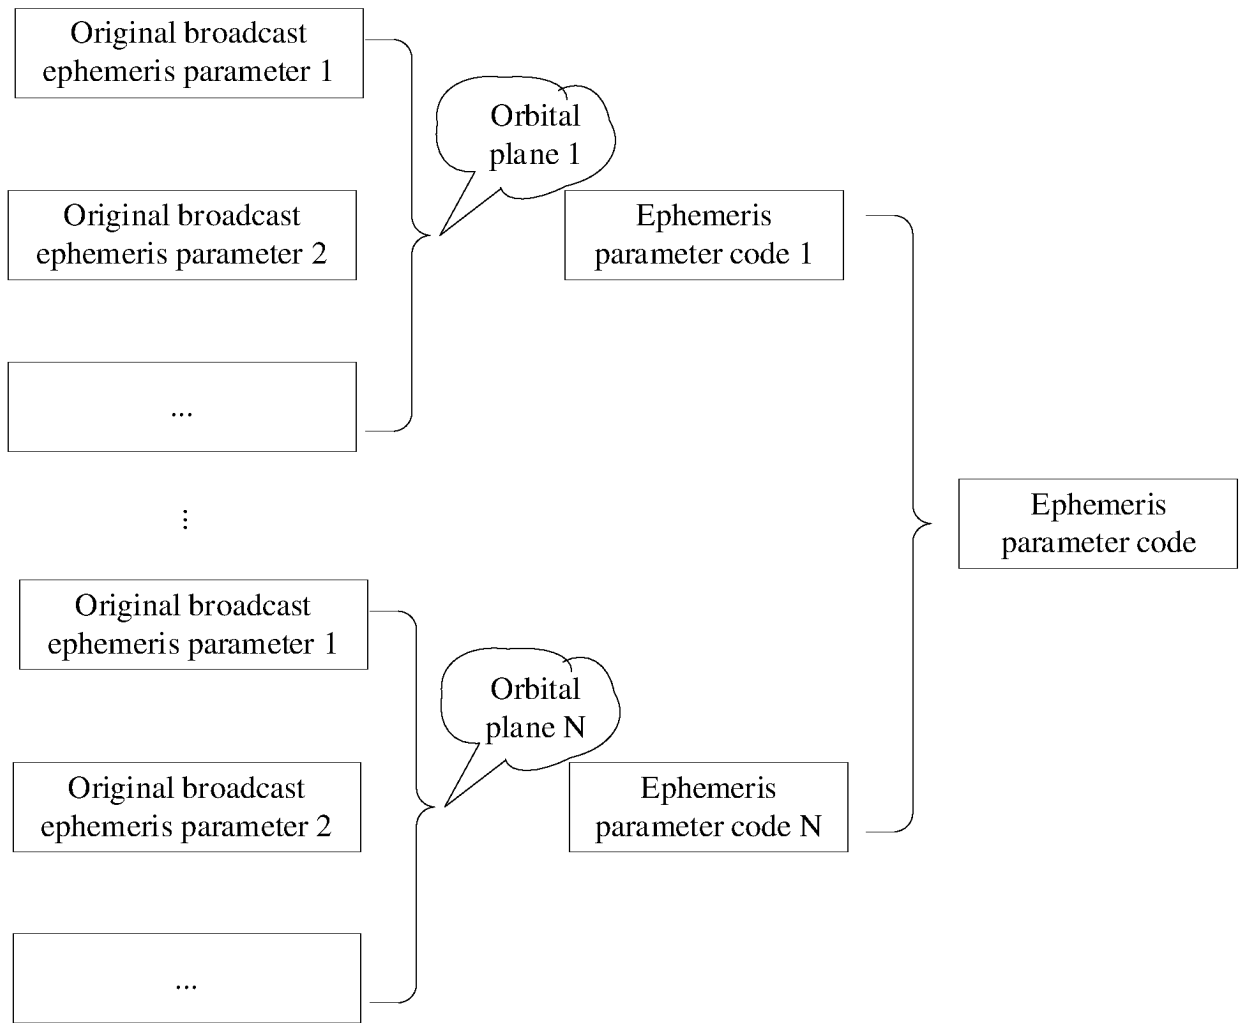 Original broadcast
ephemeris parameter 1
Orbital
plane 1
Original broadcast
ephemeris parameter 2
Ephemeris
parameter code 1
...
Ephemeris
parameter code
...
Original broadcast
ephemeris parameter 1
Orbital
plane N
Original broadcast
ephemeris parameter 2
Ephemeris
parameter code N
...